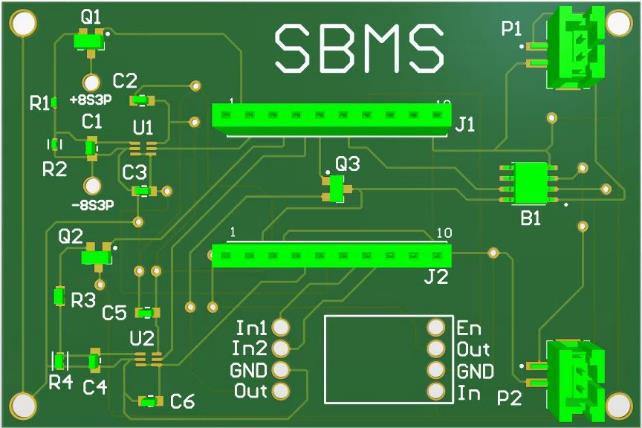 SBMS
Q1
P1
+8S3P
C2
R1
C1
U1
1
10
J1
R2
C3
Q3
-8S3P
B1
Q2
1
10
J2
R3
C5
U2
In1
In2
GND
Out
En
Out
GND
In
R4
C4
C6
P2